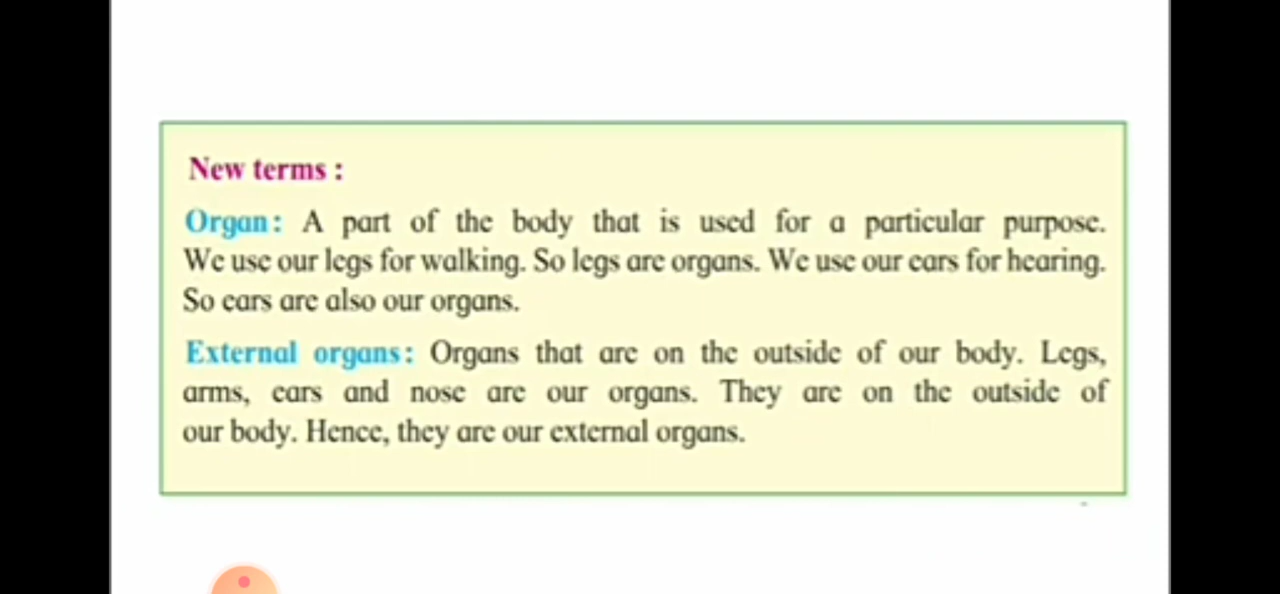 New terms :
Organ: A part of the body that is used for a particular purpose.
We use our legs for walking. So legs are organs. We use our ears for hearing.
So ears are also our organs.
External organs: Organs that are on the outside of our body. Legs,
arms, ears and nose are our organs. They are on the outside of
our body. Hence, they are our external organs.